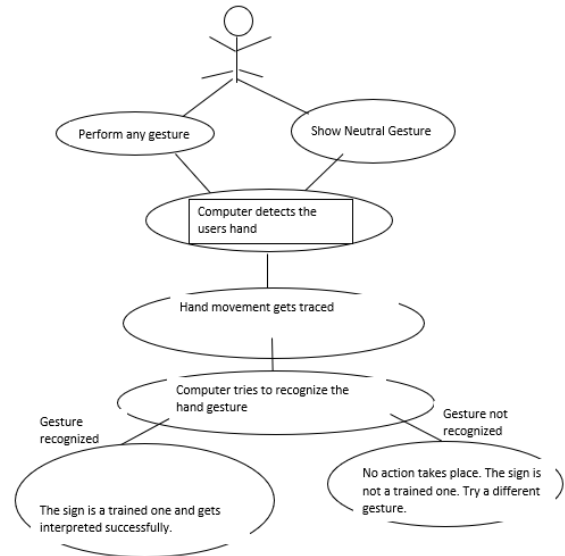 Perform any gesture
Show Neutral Gesture
Computer detects the
users hand
Hand movement gets traced
Computer tries to recognize the
hand gesture
Gesture
recognized
Gesture not
recognized
The sign is a trained one and gets
interpreted successfully.
No action takes place. The sign is
not a trained one. Try a different
gesture.